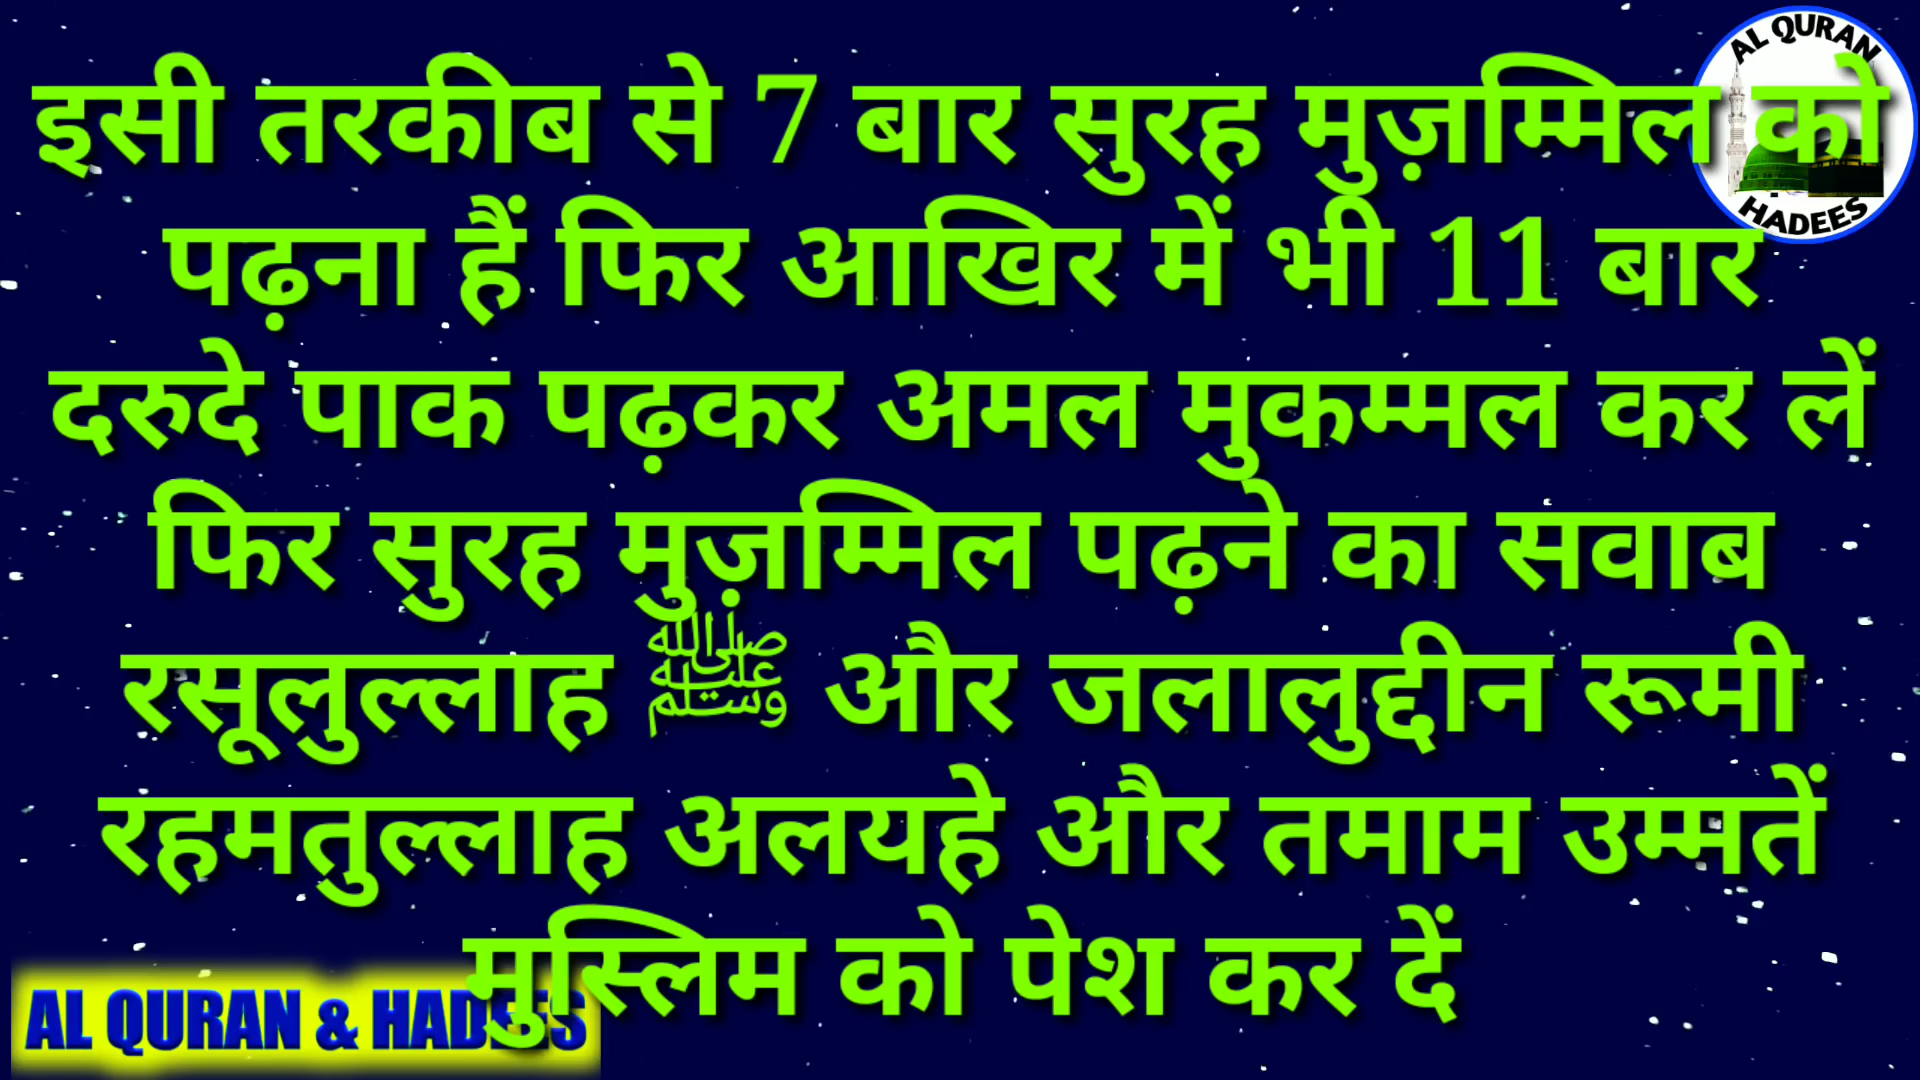 AL QURAN
HADEES
इसी तरकीब से 7 बार सुरह मुज़म्मिल को
पढ़ना हैं फिर आखिर में भी 11 बार
दरुदे पाक पढ़कर अमल मुकम्मल कर लें
फिर सुरह मुज़म्मिल पढ़ने का सवाब
रसूलुल्लाह ﷺ और जलालुद्दीन रूमी
रहमतुल्लाह अलयहे और तमाम उम्मतें
मुस्लिम को पेश कर दें
AL QURAN & HADEES